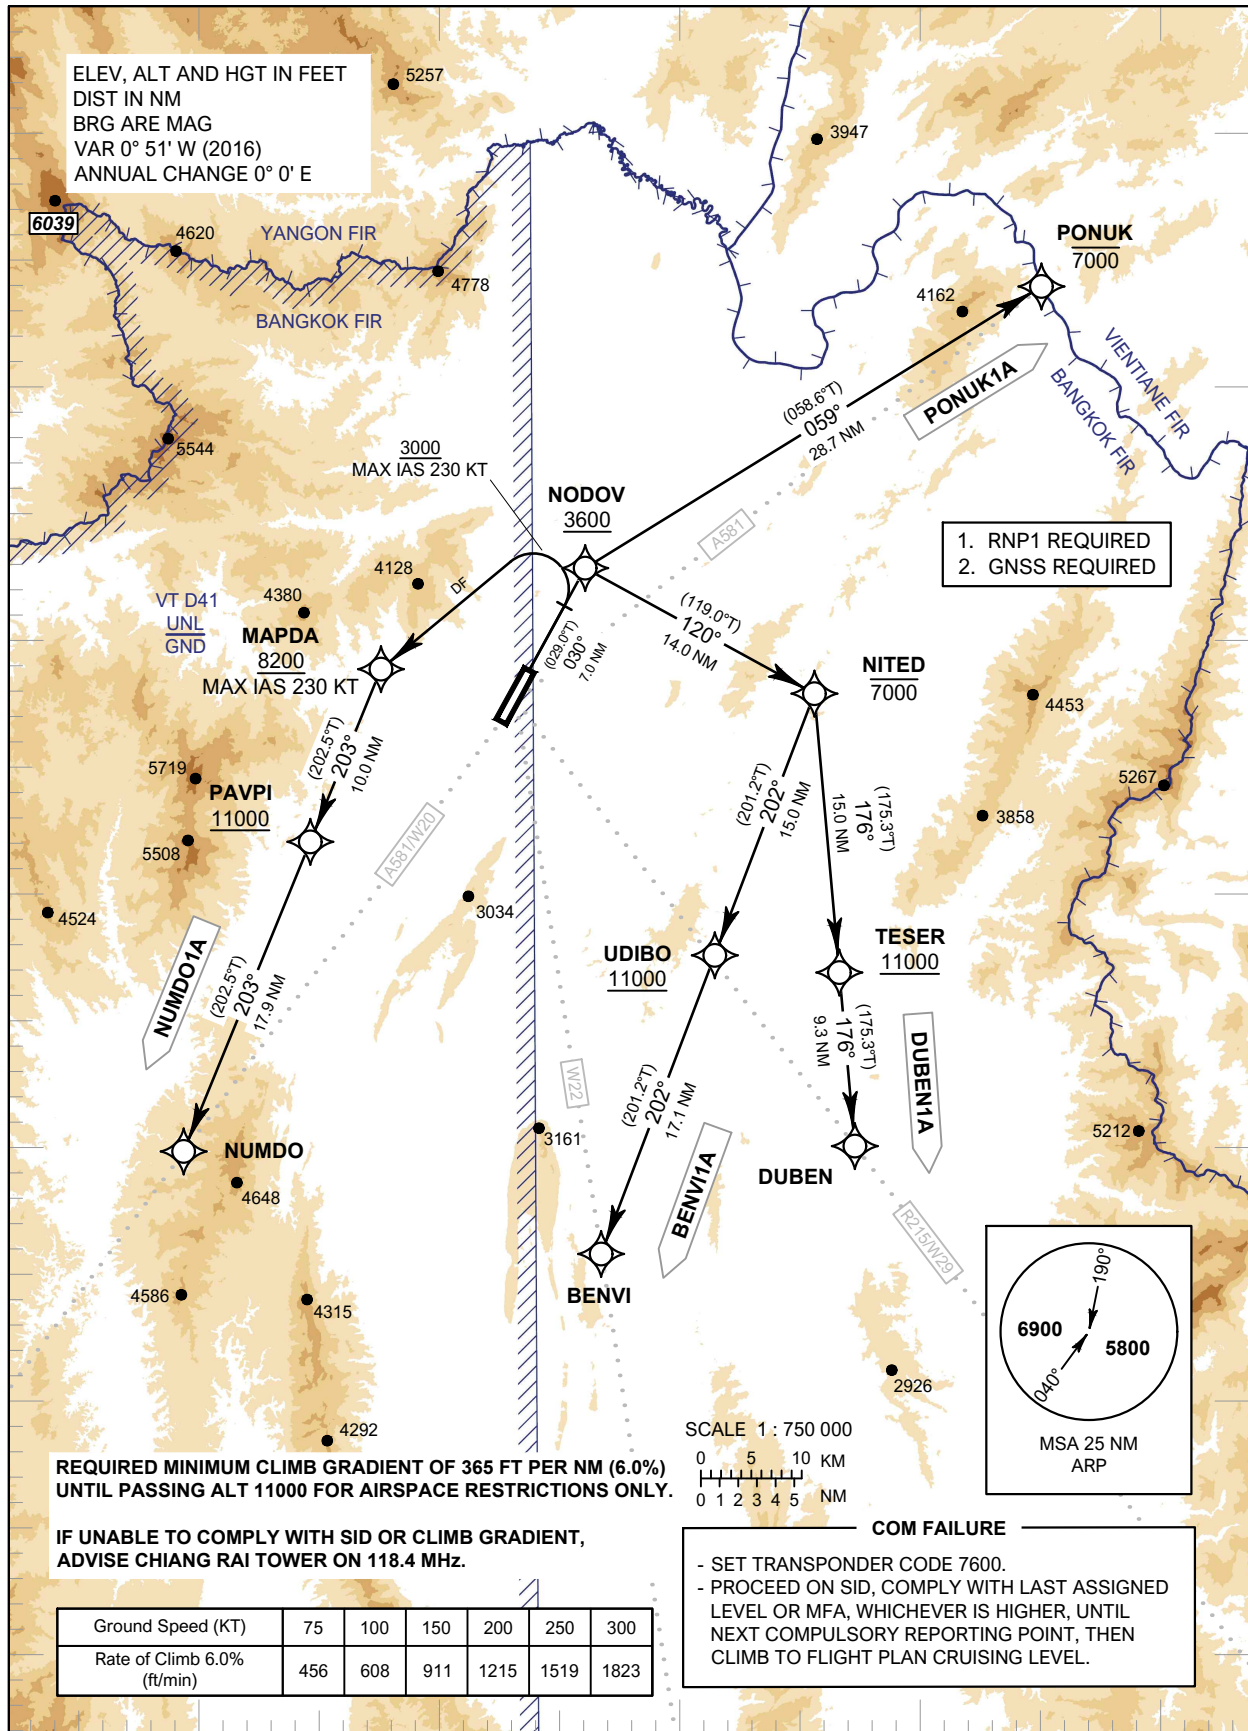 ELEV, ALT AND HGT IN FEET
DIST IN NM
BRG ARE MAG
VAR 0° 51' W (2016)
ANNUAL CHANGE 0° 0' E
5257
3947
6039
4620
YANGON FIR
4778
BANGKOK FIR
PONUK
7000
4162
VIENTIANE FIR
BANGKOK FIR
PONUK1A
(058.6°T)
059°
28.7 NM
5544
3000
MAX IAS 230 KT
NODOV
3600
A581
1. RNP1 REQUIRED
2. GNSS REQUIRED
4128
4380
DF
VT D41
UNL
GND
MAPDA
8200
MAX IAS 230 KT
(029.0°T)
030°
7.0 NM
(119.0°T)
120°
14.0 NM
NITED
7000
4453
5719
PAVPI
11000
(202.5°T)
203°
10.0 NM
5508
A581/W20
(201.2°T)
202°
15.0 NM
(175.3°T)
176°
15.0 NM
5267
3858
4524
3034
UDIBO
11000
TESER
11000
NUMDO1A
(202.5°T)
203°
17.9 NM
(175.3°T)
176°
9.3 NM
DUBEN1A
W22
(201.2°T)
202°
17.1 NM
3161
5212
NUMDO
4648
BENVI1A
DUBEN
R215/W29
BENVI
4586
4315
190°
6900
5800
040°
MSA 25 NM
ARP
2926
4292
SCALE 1 : 750 000
0 5 10 KM
0 1 2 3 4 5 NM
REQUIRED MINIMUM CLIMB GRADIENT OF 365 FT PER NM (6.0%)
UNTIL PASSING ALT 11000 FOR AIRSPACE RESTRICTIONS ONLY.
IF UNABLE TO COMPLY WITH SID OR CLIMB GRADIENT,
ADVISE CHIANG RAI TOWER ON 118.4 MHz.
COM FAILURE
- SET TRANSPONDER CODE 7600.
- PROCEED ON SID, COMPLY WITH LAST ASSIGNED
LEVEL OR MFA, WHICHEVER IS HIGHER, UNTIL
NEXT COMPULSORY REPORTING POINT, THEN
CLIMB TO FLIGHT PLAN CRUISING LEVEL.
Ground Speed (KT) 75 100 150 200 250 300
Rate of Climb 6.0%
(ft/min) 456 608 911 1215 1519 1823